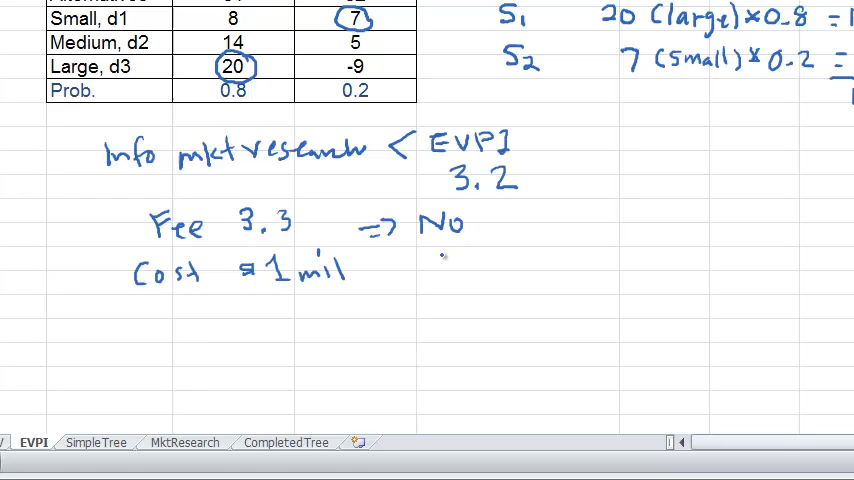 Small, d1 8 7
Medium, d2 14 5
Large, d3 20 -9
Prob. 0.8 0.2
S1 20 (large) × 0.8 = 1
S2 7 (small) × 0.2 =
Info mkt research < EVPI
3.2
Fee 3.3 => No
Cost = 1 mil
EVPI SimpleTree MktResearch CompletedTree